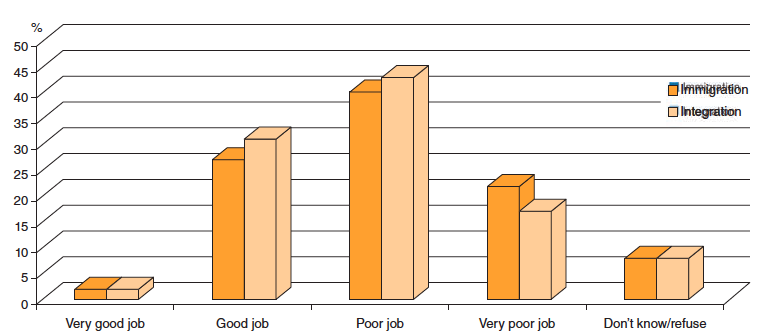 %
50
45
40
35
30
25
20
15
10
5
0
Immigration
Integration
Very good job
Good job
Poor job
Very poor job
Don't know/refuse